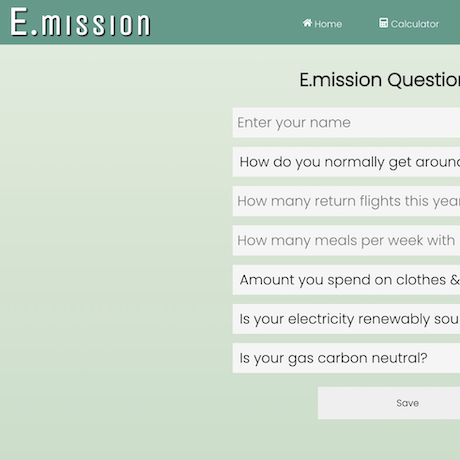 E.mission
Home
Calculator
E.mission Question
Enter your name
How do you normally get around
How many return flights this year
How many meals per week with
Amount you spend on clothes &
Is your electricity renewably sou
Is your gas carbon neutral?
Save